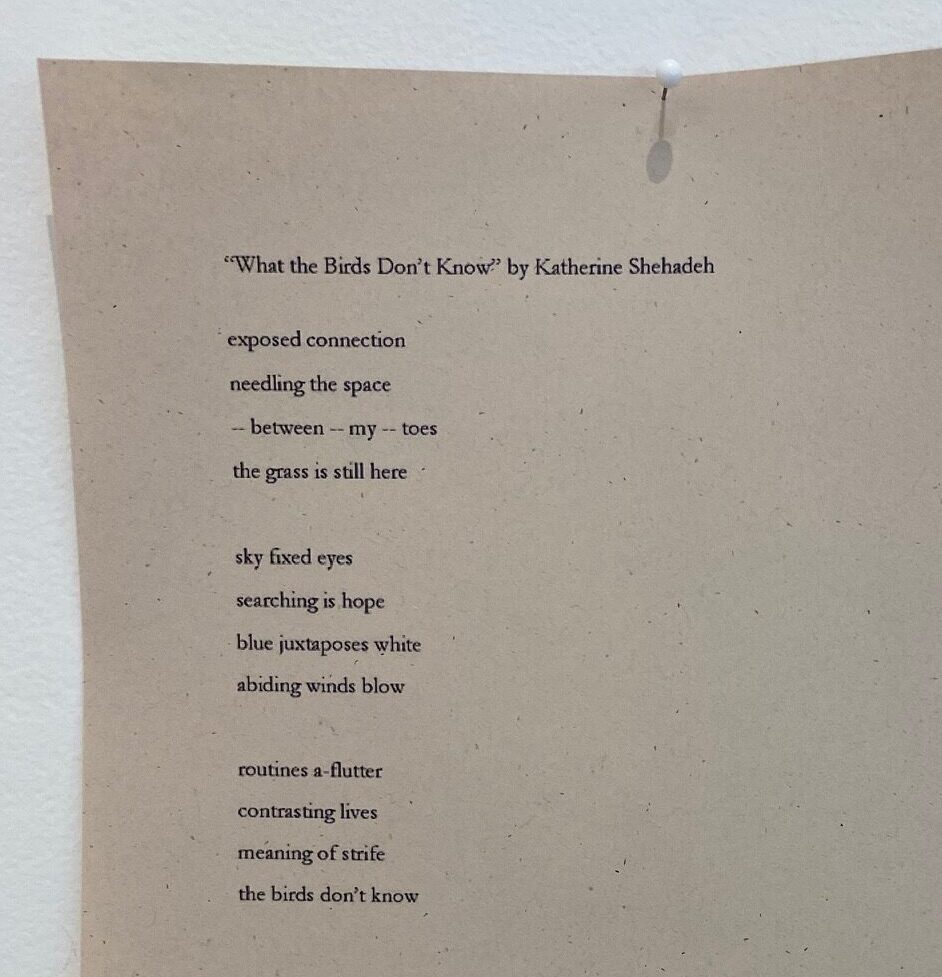 “What the Birds Don’t Know” by Katherine Shehadeh
exposed connection
needling the space
-- between -- my -- toes
the grass is still here
sky fixed eyes
searching is hope
blue juxtaposes white
abiding winds blow
routines a-flutter
contrasting lives
meaning of strife
the birds don’t know